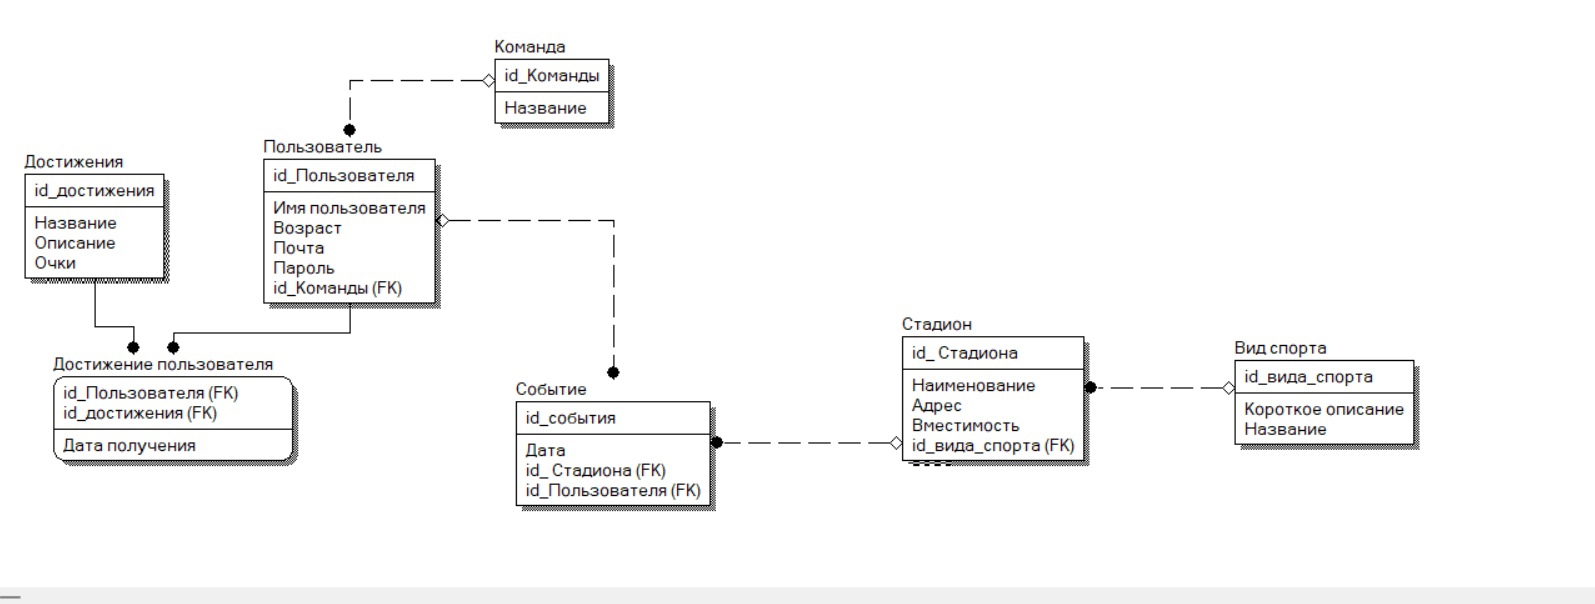 Команда
id_Команды
Название
Пользователь
id_Пользователя
Имя пользователя
Возраст
Почта
Пароль
id_Команды (FK)
Достижения
id_достижения
Название
Описание
Очки
Достижение пользователя
id_Пользователя (FK)
id_достижения (FK)
Дата получения
Событие
id_события
Дата
id_ Стадиона (FK)
id_Пользователя (FK)
Стадион
id_ Стадиона
Наименование
Адрес
Вместимость
id_вида_спорта (FK)
Вид спорта
id_вида_спорта
Короткое описание
Название